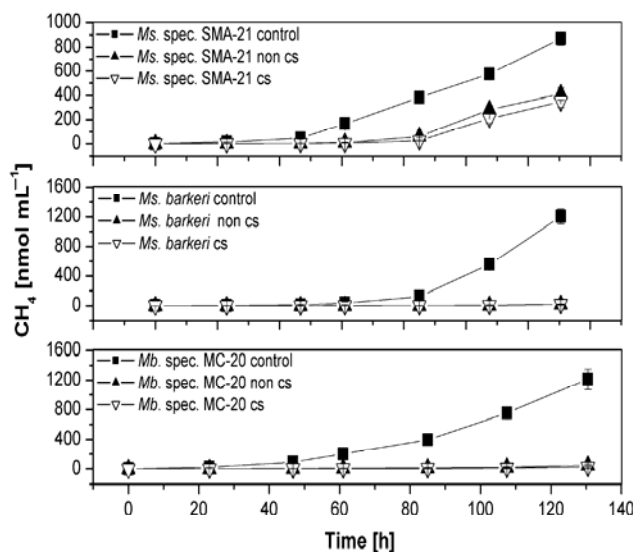 1000
800
600
400
200
0
■ Ms. spec. SMA-21 control
▲ Ms. spec. SMA-21 non cs
▽ Ms. spec. SMA-21 cs
1600
1200
800
400
0
■ Ms. barkeri control
▲ Ms. barkeri non cs
▽ Ms. barkeri cs
CH₄ [nmol mL⁻¹]
1600
1200
800
400
0
■ Mb. spec. MC-20 control
▲ Mb. spec. MC-20 non cs
▽ Mb. spec. MC-20 cs
0 20 40 60 80 100 120 140
Time [h]